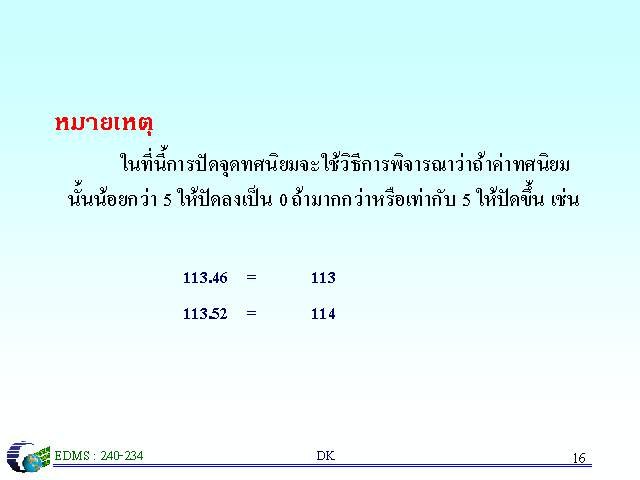 หมายเหตุ
ในที่นี้การปัดจุดทศนิยมจะใช้วิธีการพิจารณาว่าถ้าค่าทศนิยม
นั้นน้อยกว่า 5 ให้ปัดลงเป็น 0 ถ้ามากกว่าหรือเท่ากับ 5 ให้ปัดขึ้น เช่น
113.46 = 113
113.52 = 114
EDMS : 240-234 DK 16